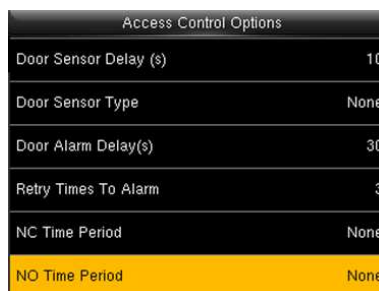 Access Control Options
Door Sensor Delay (s) 10
Door Sensor Type None
Door Alarm Delay(s) 30
Retry Times To Alarm 3
NC Time Period None
NO Time Period None